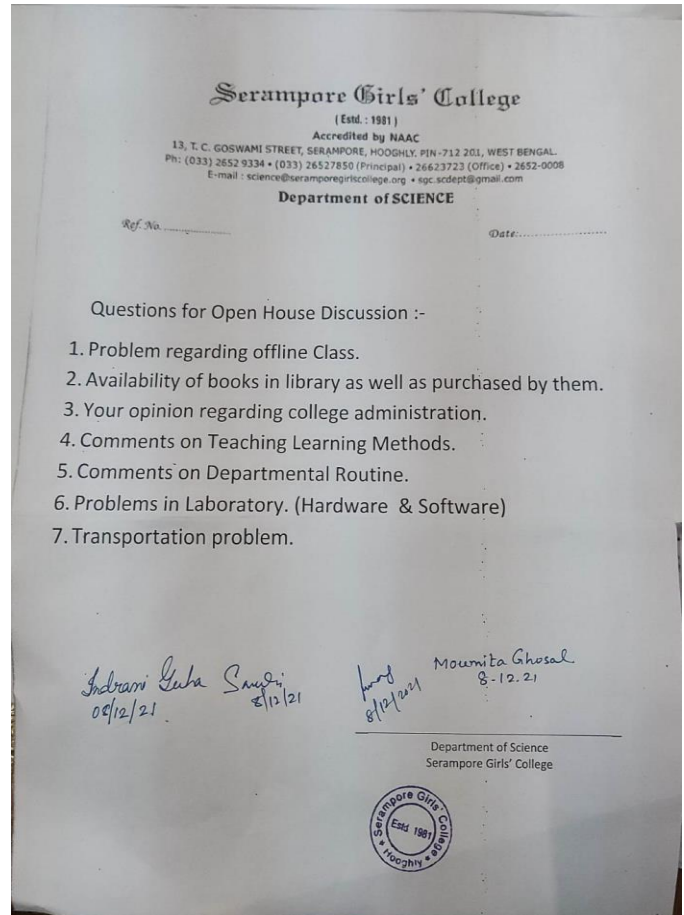 Serampore Girls' College
(Estd. : 1981)
Accredited by NAAC
13, T. C. GOSWAMI STREET, SERAMPORE, HOOGHLY. PIN-712 201, WEST BENGAL.
Ph: (033) 2652 9334 • (033) 26527850 (Principal) • 26623723 (Office) • 2652-0008
E-mail : science@seramporegirlscollege.org • sgc.scdept@gmail.com
Department of SCIENCE
Ref. No.................... Date:......................
Questions for Open House Discussion :-
1. Problem regarding offline Class.
2. Availability of books in library as well as purchased by them.
3. Your opinion regarding college administration.
4. Comments on Teaching Learning Methods.
5. Comments on Departmental Routine.
6. Problems in Laboratory. (Hardware & Software)
7. Transportation problem.
Indrani Guha
08/12/21
8/12/21
8/12/2021
Mounita Ghosal
8-12.21
Department of Science
Serampore Girls' College
Serampore Girls' College
Estd 1981
* Hooghly *